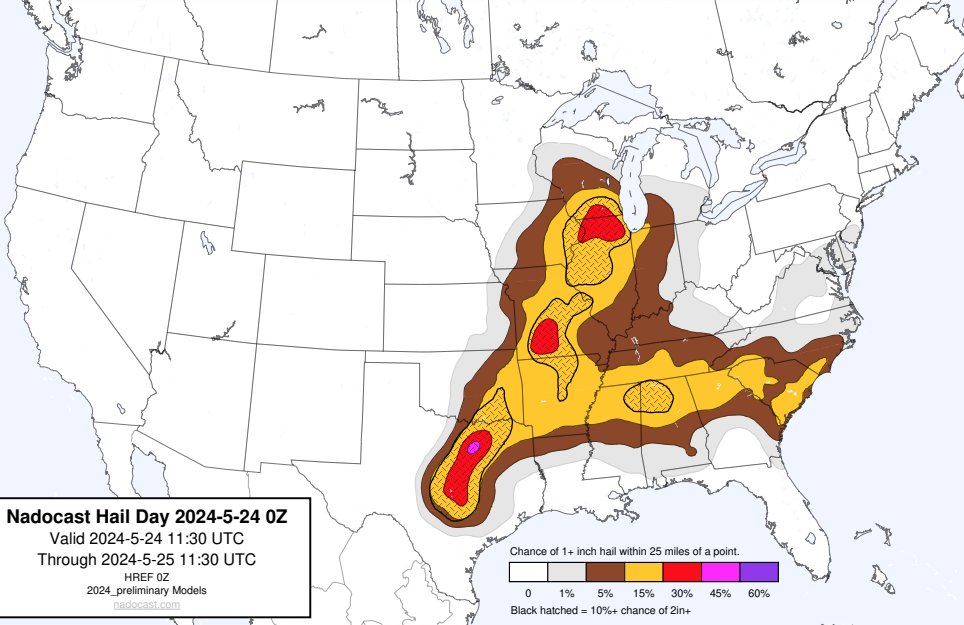 Nadocast Hail Day 2024-5-24 0Z
Valid 2024-5-24 11:30 UTC
Through 2024-5-25 11:30 UTC
HREF 0Z
2024_preliminary Models
nadocast.com
Chance of 1+ inch hail within 25 miles of a point.
0 1% 5% 15% 30% 45% 60%
Black hatched = 10%+ chance of 2in+